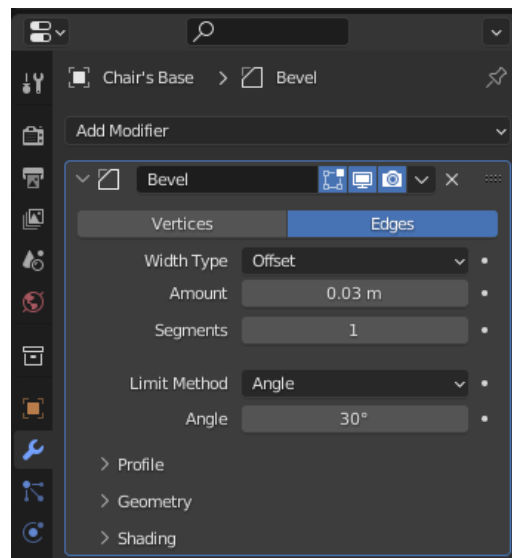 Chair's Base > Bevel
Add Modifier
Bevel
Vertices Edges
Width Type Offset
Amount 0.03 m
Segments 1
Limit Method Angle
Angle 30°
> Profile
> Geometry
> Shading